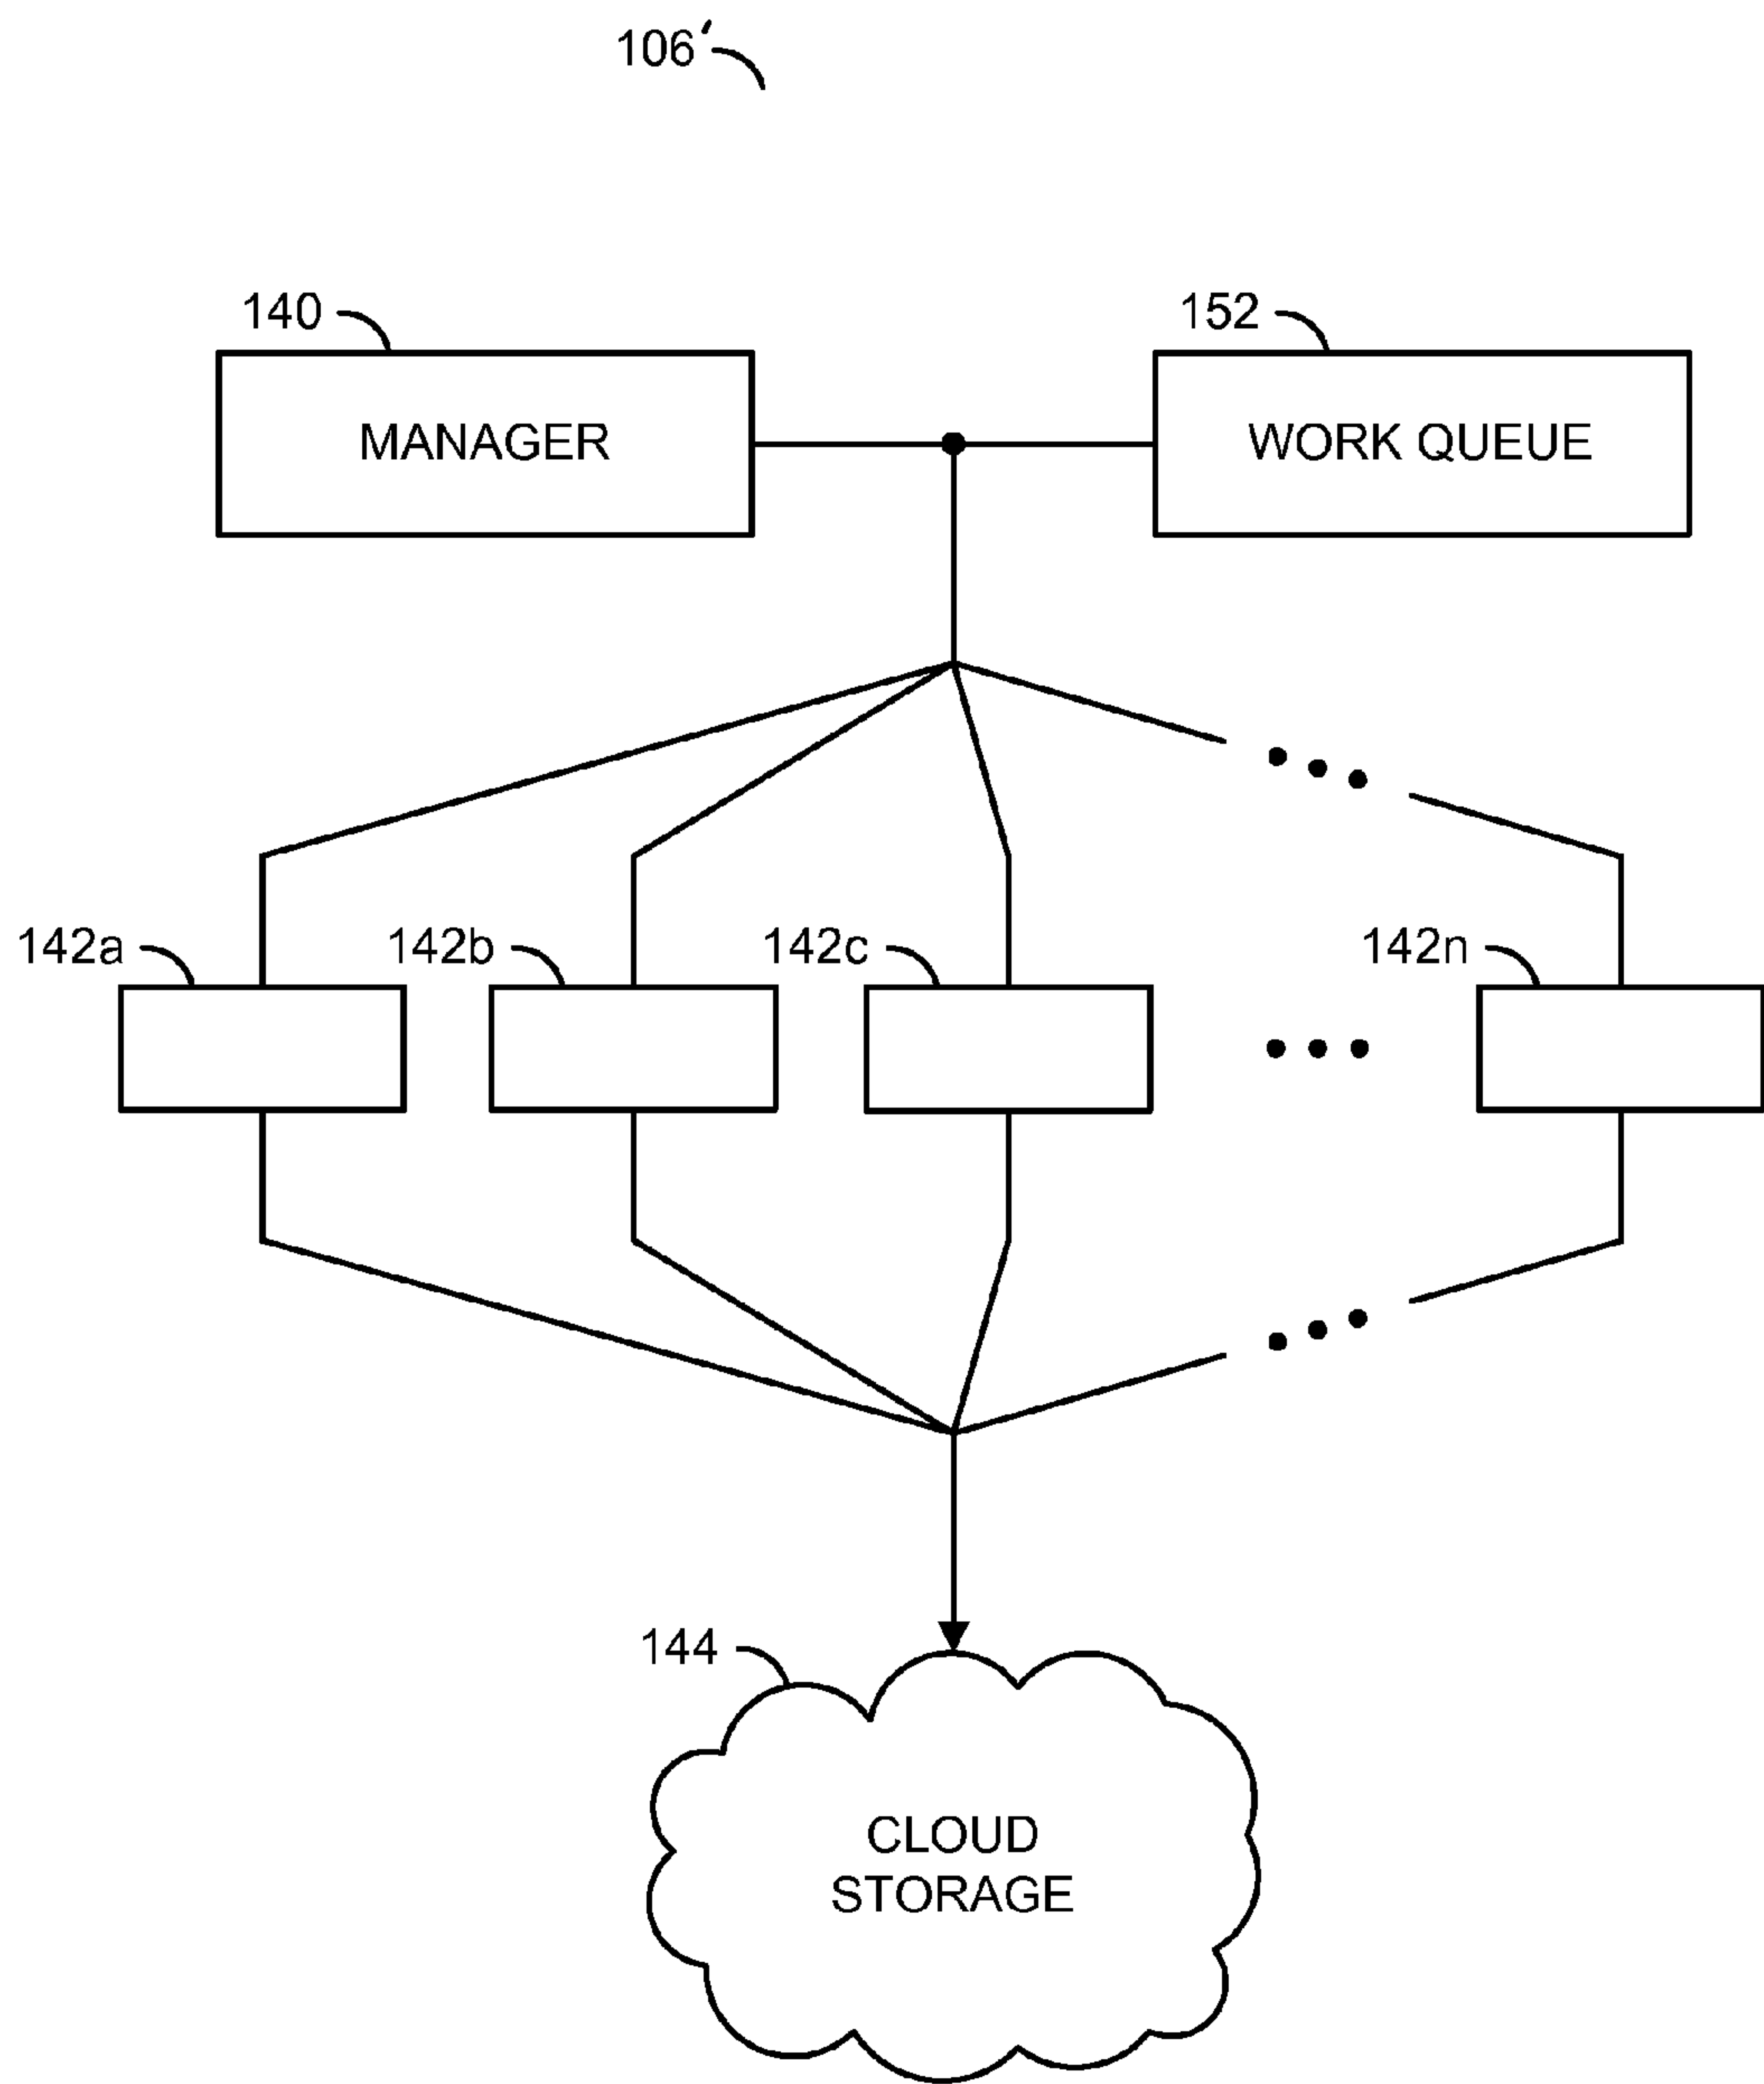 106′
140
152
MANAGER
WORK QUEUE
142a
142b
142c
142n
144
CLOUD
STORAGE